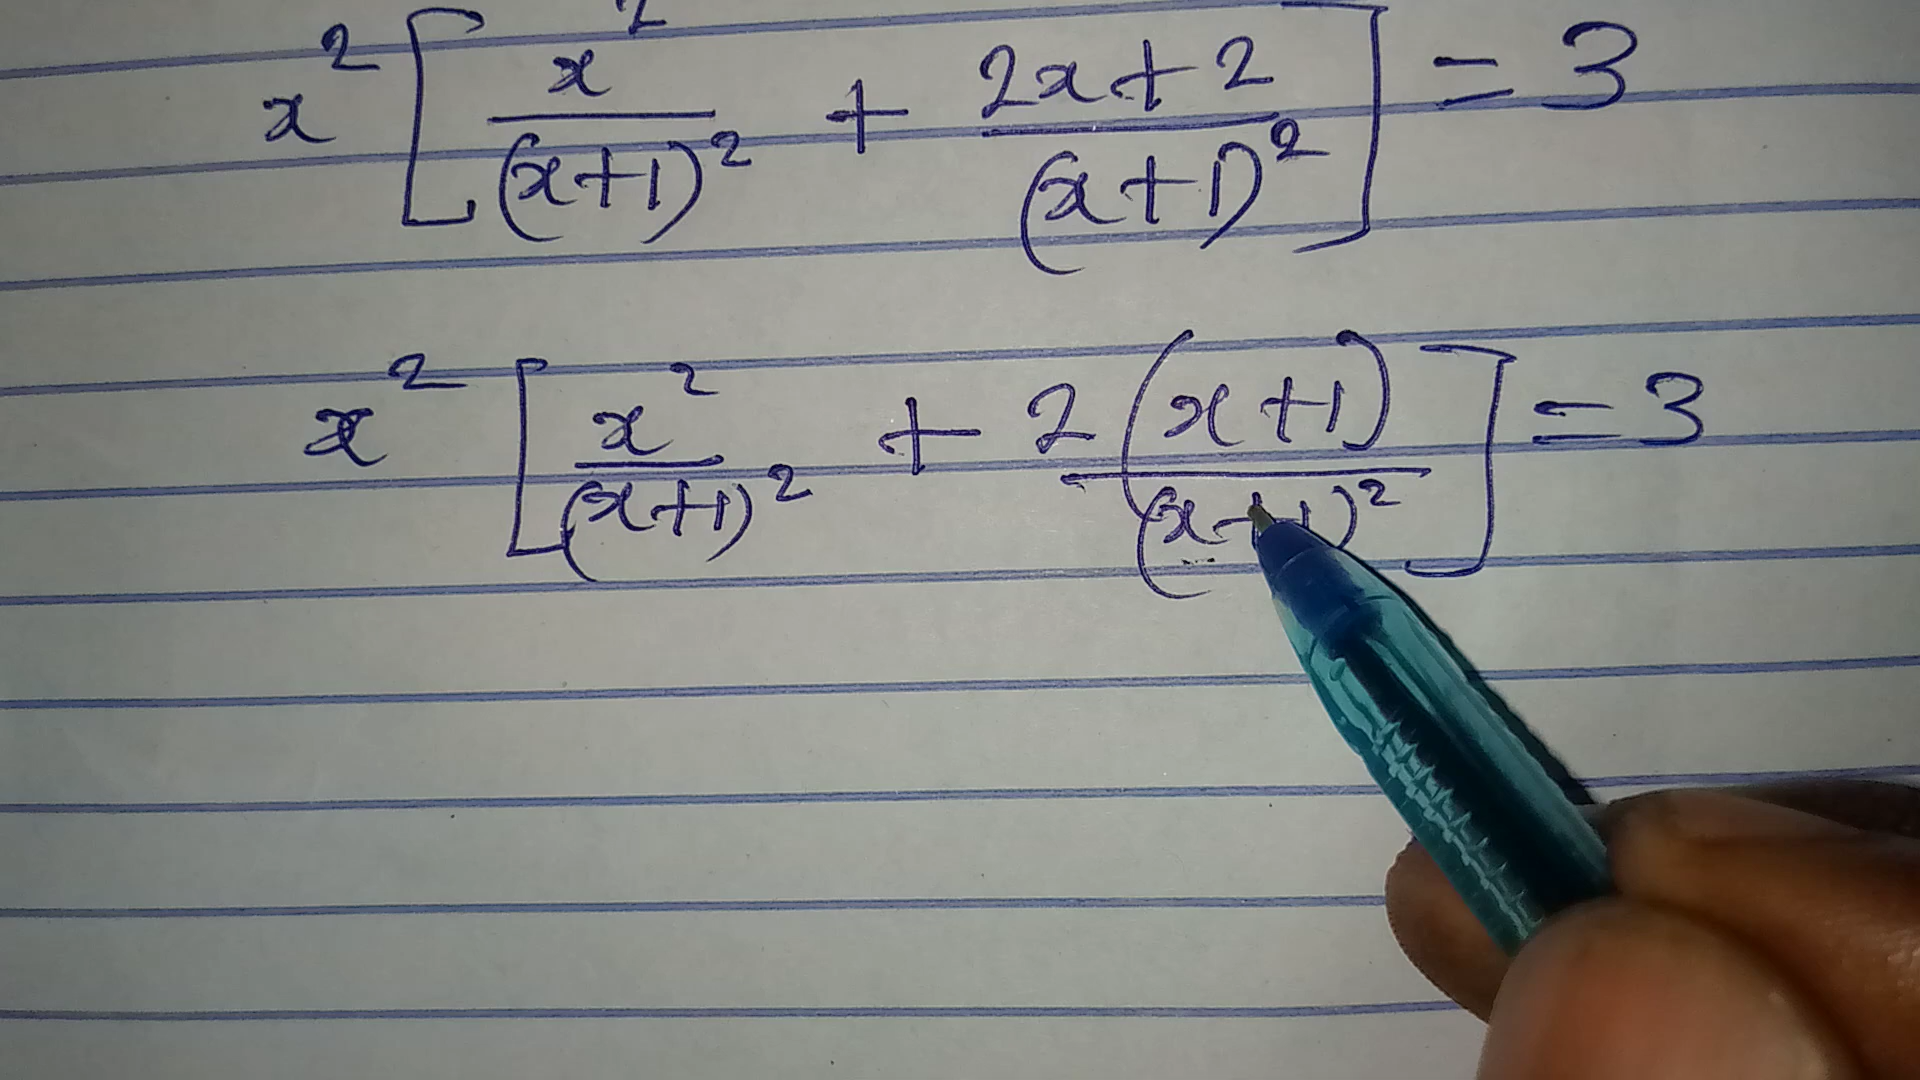 x² [ x²/(x+1)² + (2x+2)/(x+1)² ] = 3
x² [ x²/(x+1)² + 2(x+1)/(x+1)² ] = 3